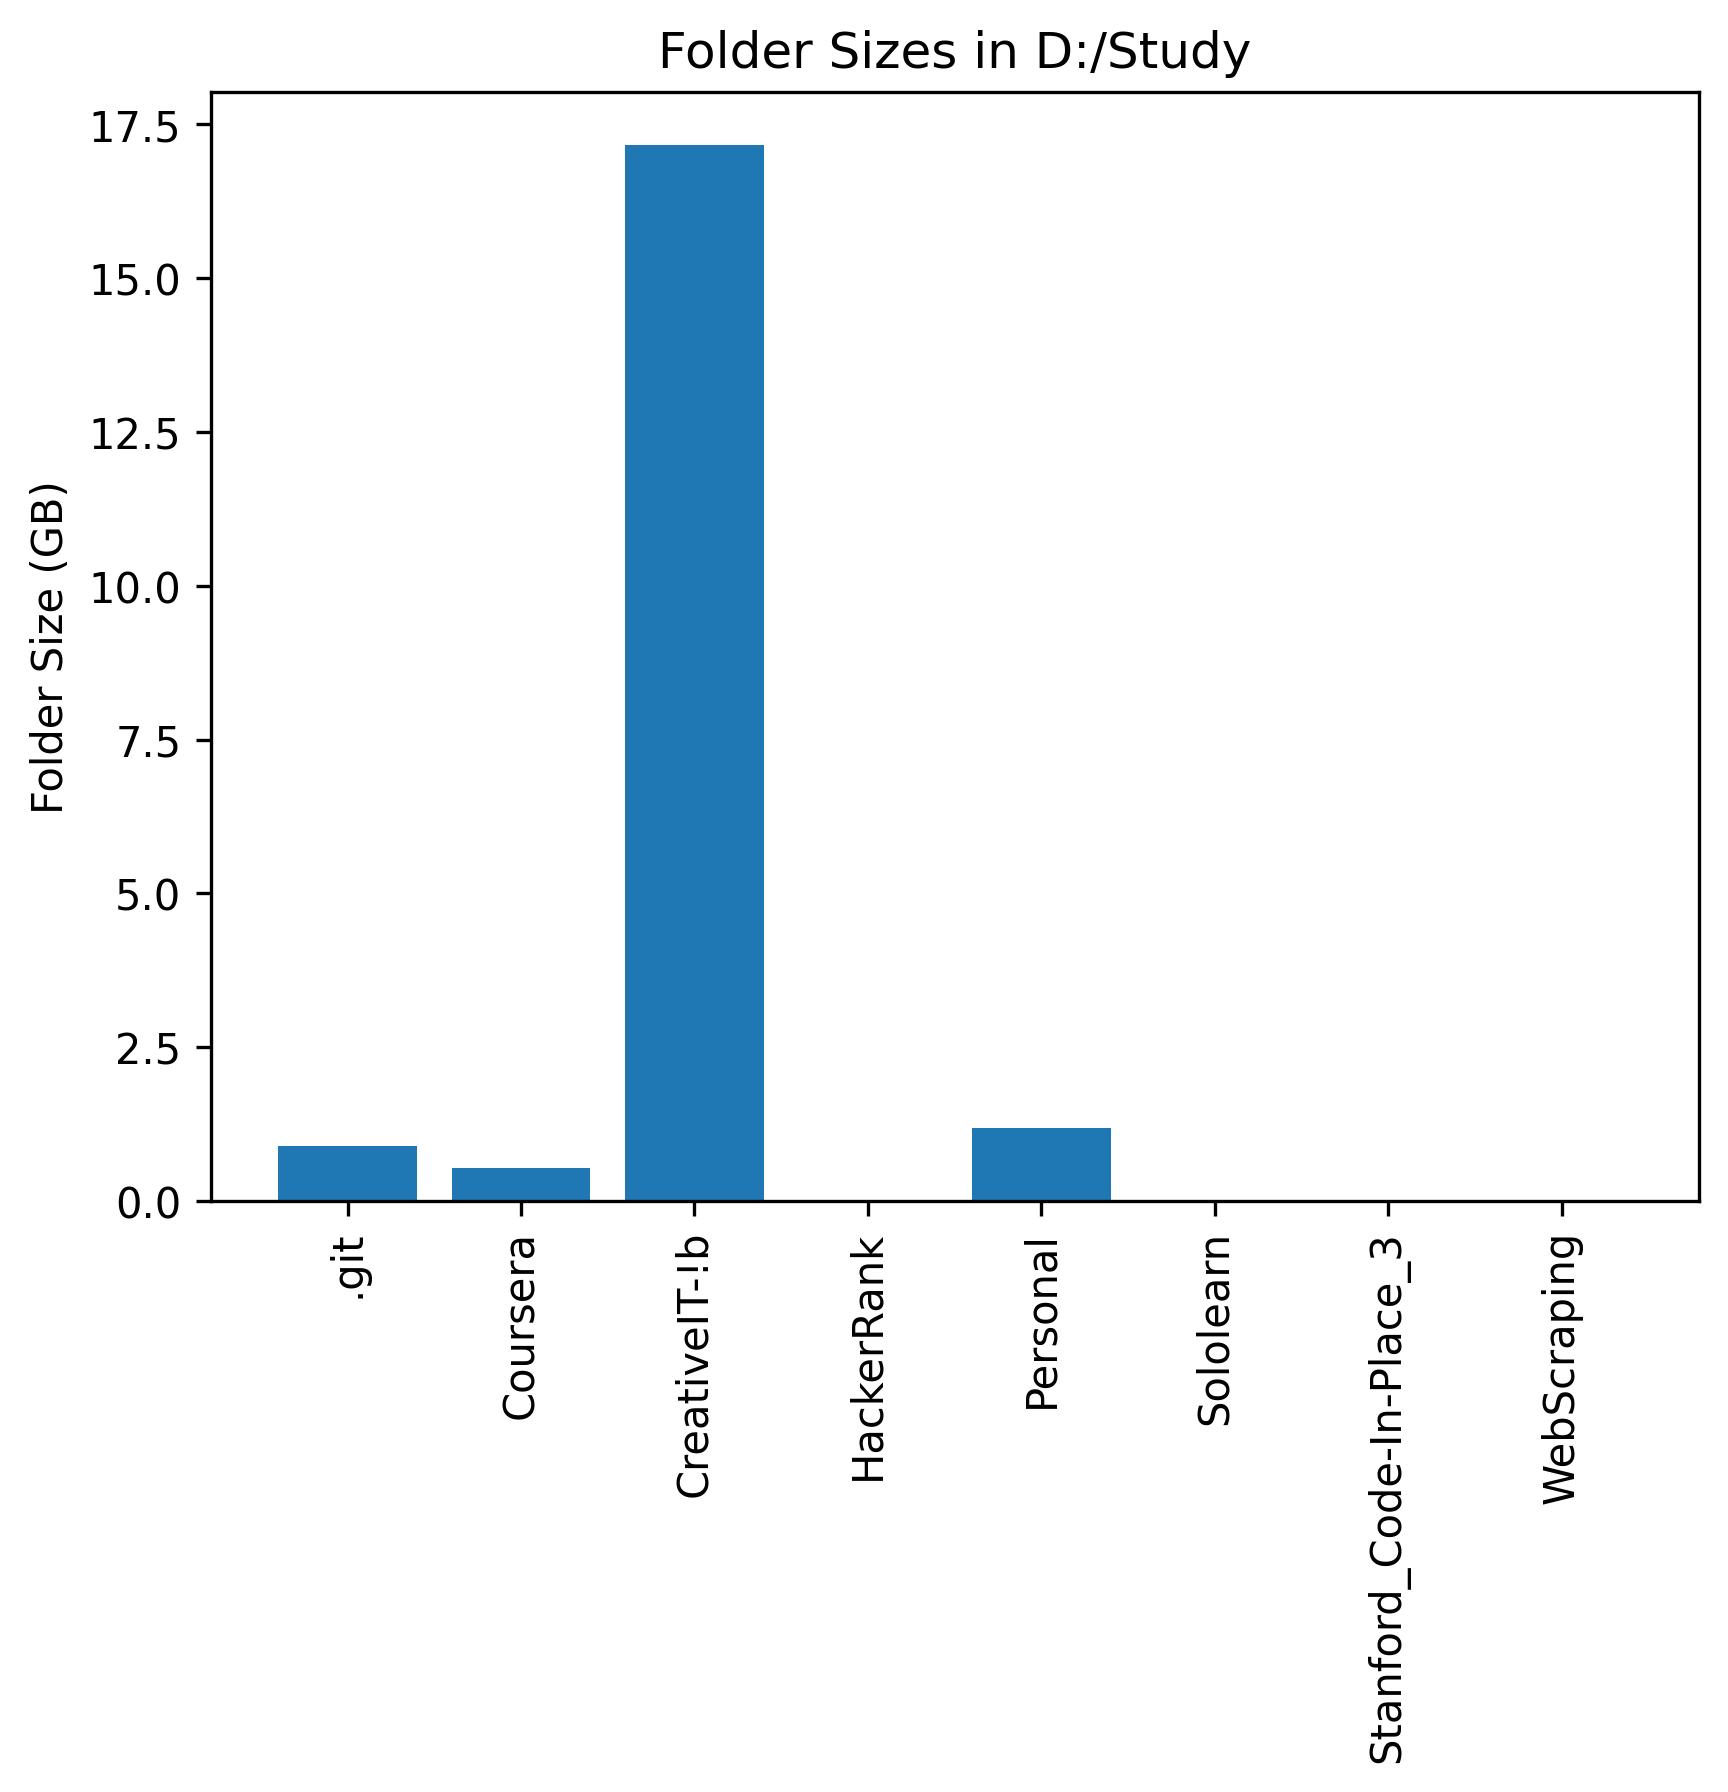 Folder Sizes in D:/Study
17.5
15.0
12.5
10.0
7.5
5.0
2.5
0.0
Folder Size (GB)
.git
Coursera
CreativeIT-!b
HackerRank
Personal
Sololearn
Stanford_Code-In-Place_3
WebScraping